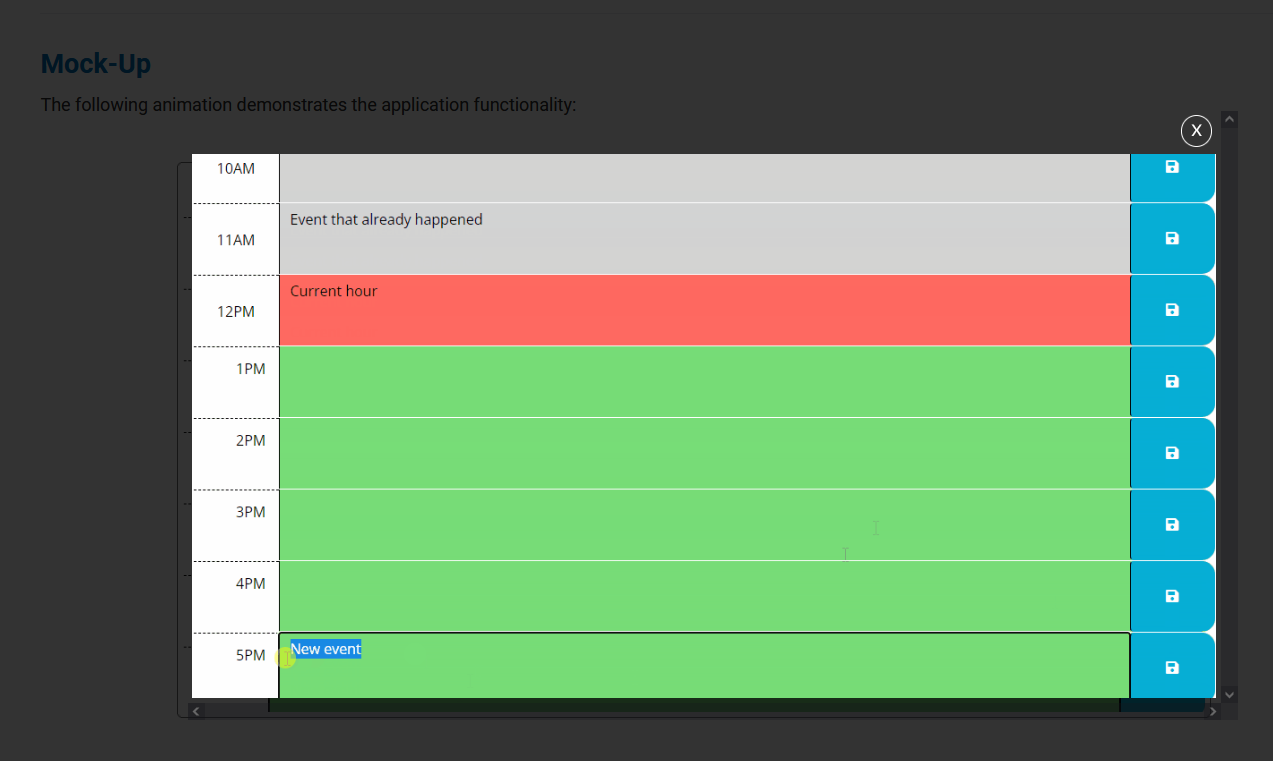 Mock-Up
The following animation demonstrates the application functionality:
X
10AM
Event that already happened
11AM
Current hour
12PM
1PM
2PM
3PM
4PM
New event
5PM